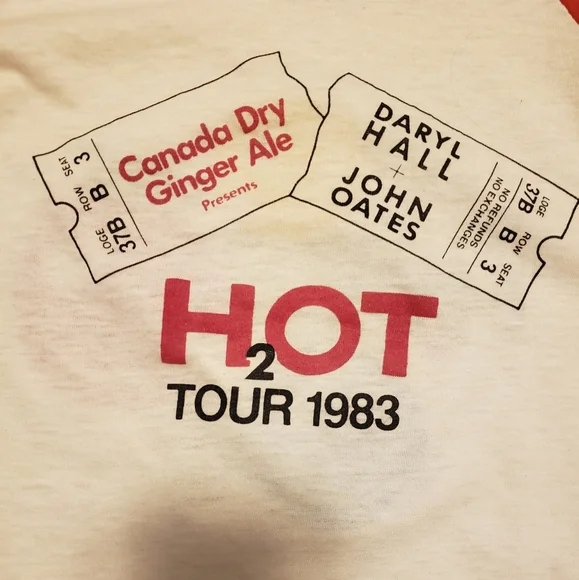 SEAT 3
ROW B
LOGE 37B
Canada Dry
Ginger Ale
Presents
DARYL
HALL
+
JOHN
OATES
NO REFUNDS
NO EXCHANGES
LOGE 37B
ROW B
SEAT 3
H2OT
TOUR 1983